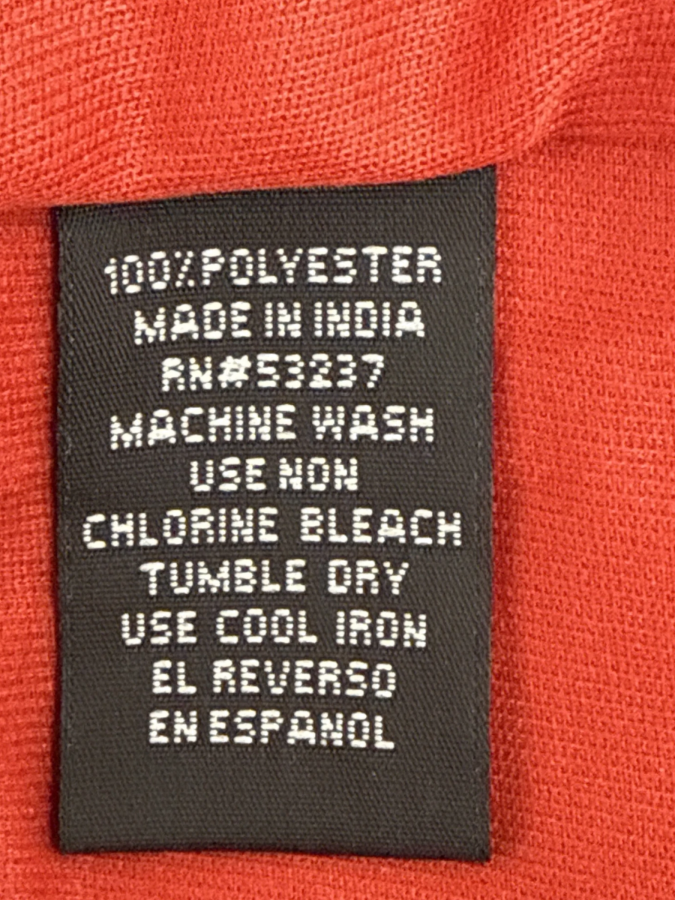 100%POLYESTER
MADE IN INDIA
RN#53237
MACHINE WASH
USE NON
CHLORINE BLEACH
TUMBLE DRY
USE COOL IRON
EL REVERSO
EN ESPANOL